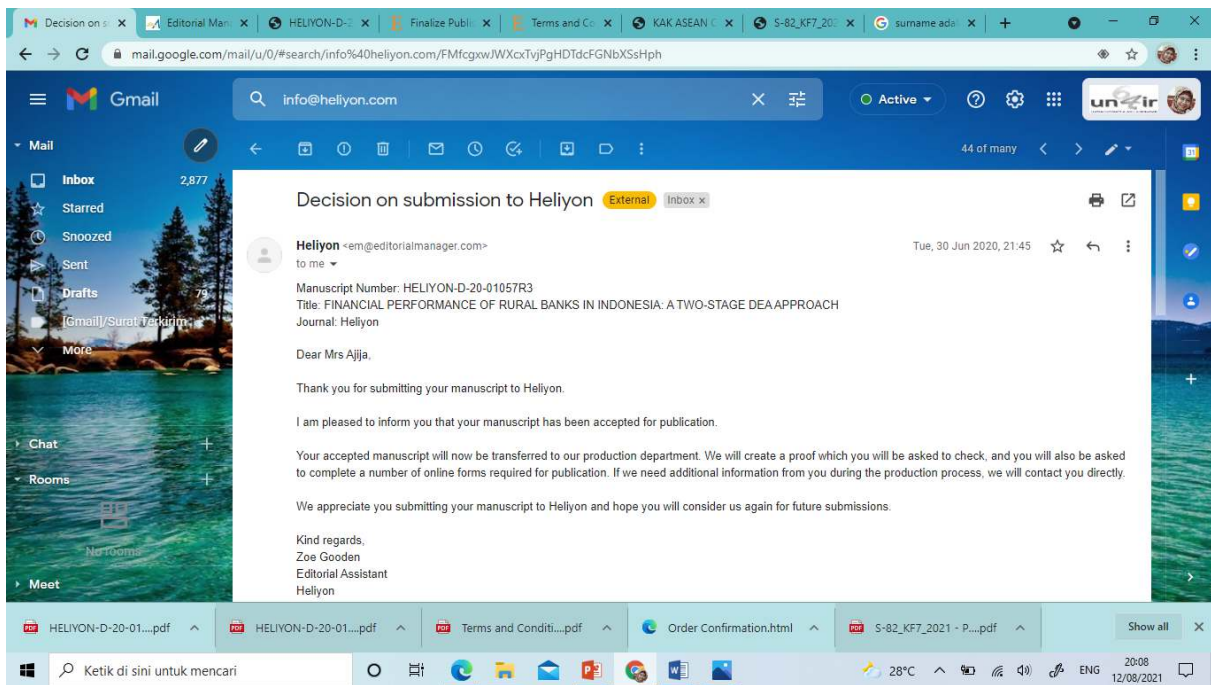 Decision on s
Editorial Man
HELIYON-D-2
Finalize Public
Terms and Co
KAK ASEAN C
S-82_KF7_202
surname adal
mail.google.com/mail/u/0/#search/info%40heliyon.com/FMfcgxwJWXcxTvjPgHDTdcFGNbXSsHph
Gmail
info@heliyon.com
Active
Mail
44 of many
Inbox 2,877
Starred
Snoozed
Sent
Drafts 79
[Gmail]/Surat Terkirim
More
Chat
Rooms
No rooms
Meet
Decision on submission to Heliyon External Inbox x
Heliyon <em@editorialmanager.com> Tue, 30 Jun 2020, 21:45
to me
Manuscript Number: HELIYON-D-20-01057R3
Title: FINANCIAL PERFORMANCE OF RURAL BANKS IN INDONESIA: A TWO-STAGE DEA APPROACH
Journal: Heliyon
Dear Mrs Ajija,
Thank you for submitting your manuscript to Heliyon.
I am pleased to inform you that your manuscript has been accepted for publication.
Your accepted manuscript will now be transferred to our production department. We will create a proof which you will be asked to check, and you will also be asked
to complete a number of online forms required for publication. If we need additional information from you during the production process, we will contact you directly.
We appreciate you submitting your manuscript to Heliyon and hope you will consider us again for future submissions.
Kind regards,
Zoe Gooden
Editorial Assistant
Heliyon
HELIYON-D-20-01....pdf
HELIYON-D-20-01....pdf
Terms and Conditi....pdf
Order Confirmation.html
S-82_KF7_2021 - P....pdf
Show all
Ketik di sini untuk mencari
28°C
ENG
20:08
12/08/2021